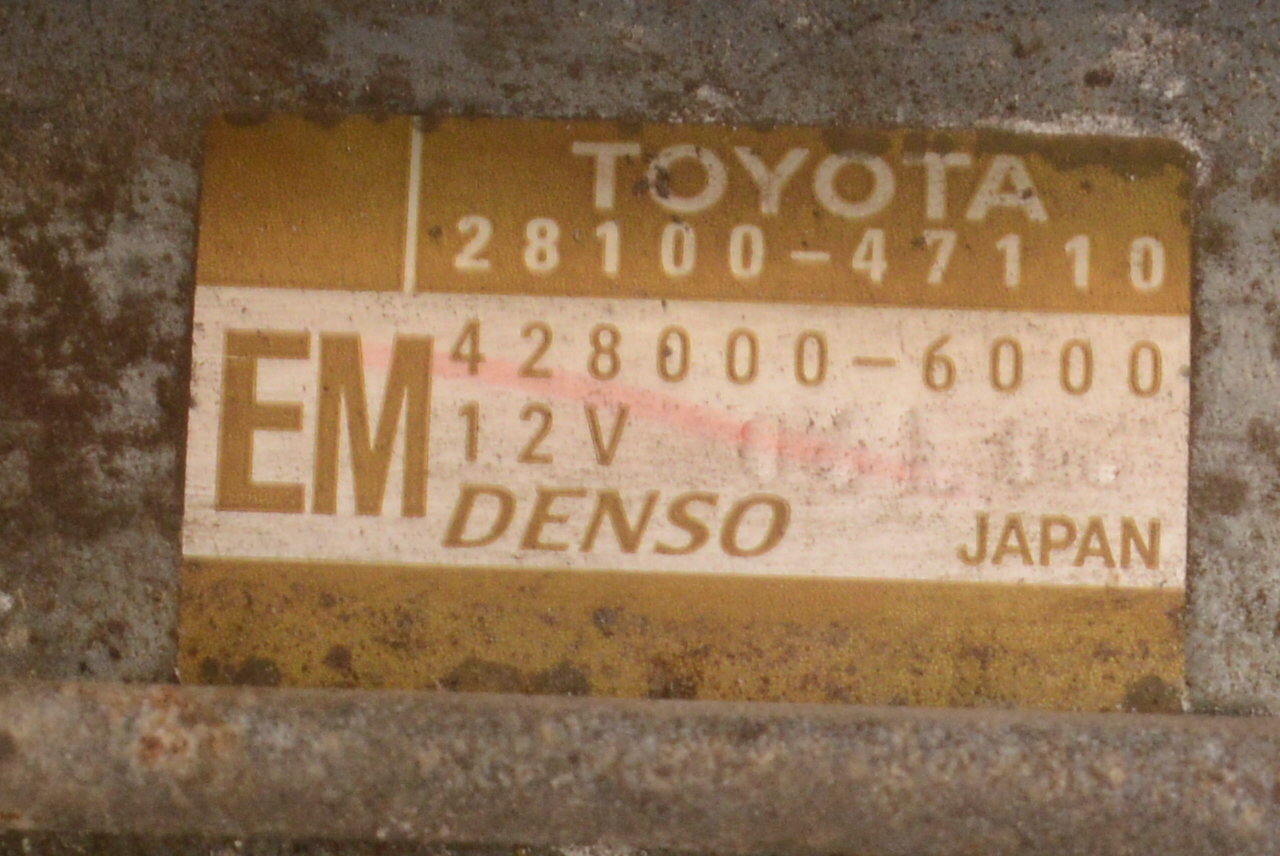 TOYOTA
28100-47110
EM
428000-6000
12V
DENSO
JAPAN